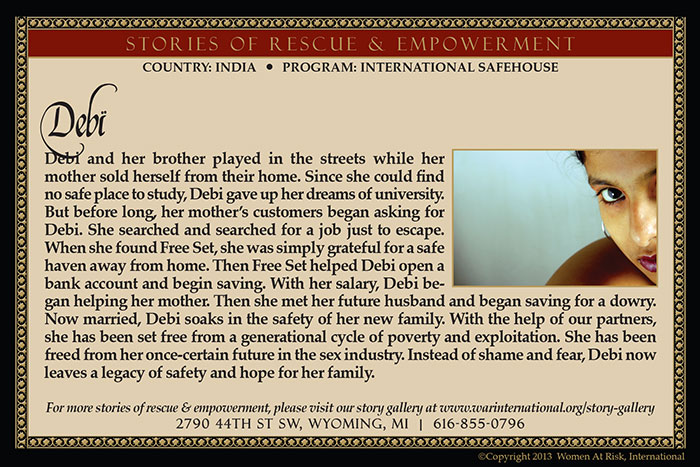 STORIES OF RESCUE & EMPOWERMENT
COUNTRY: INDIA • PROGRAM: INTERNATIONAL SAFEHOUSE
Debï
Debi and her brother played in the streets while her
mother sold herself from their home. Since she could find
no safe place to study, Debi gave up her dreams of university.
But before long, her mother's customers began asking for
Debi. She searched and searched for a job just to escape.
When she found Free Set, she was simply grateful for a safe
haven away from home. Then Free Set helped Debi open a
bank account and begin saving. With her salary, Debi be-
gan helping her mother. Then she met her future husband and began saving for a dowry.
Now married, Debi soaks in the safety of her new family. With the help of our partners,
she has been set free from a generational cycle of poverty and exploitation. She has been
freed from her once-certain future in the sex industry. Instead of shame and fear, Debi now
leaves a legacy of safety and hope for her family.
For more stories of rescue & empowerment, please visit our story gallery at www.warinternational.org/story-gallery
2790 44TH ST SW, WYOMING, MI | 616-855-0796
©Copyright 2013 Women At Risk, International